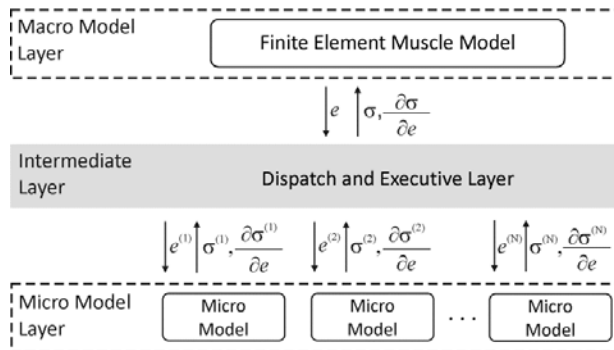 Macro Model
Layer
Finite Element Muscle Model
e σ, ∂σ/∂e
Intermediate
Layer
Dispatch and Executive Layer
e⁽¹⁾ σ⁽¹⁾, ∂σ⁽¹⁾/∂e e⁽²⁾ σ⁽²⁾, ∂σ⁽²⁾/∂e e⁽ᴺ⁾ σ⁽ᴺ⁾, ∂σ⁽ᴺ⁾/∂e
Micro Model
Layer
Micro
Model
Micro
Model
...
Micro
Model